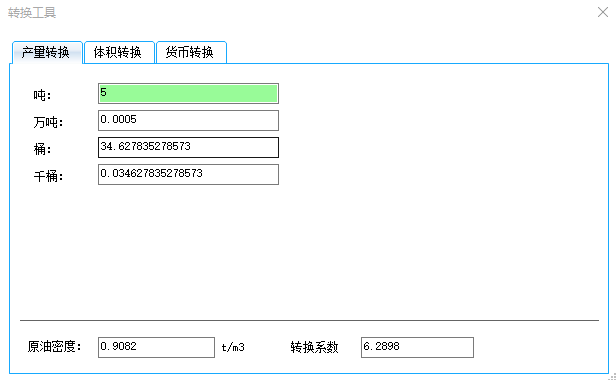 转换工具
产量转换 体积转换 货币转换
吨: 5
万吨: 0.0005
桶: 34.627835278573
千桶: 0.034627835278573
原油密度: 0.9082 t/m3 转换系数 6.2898